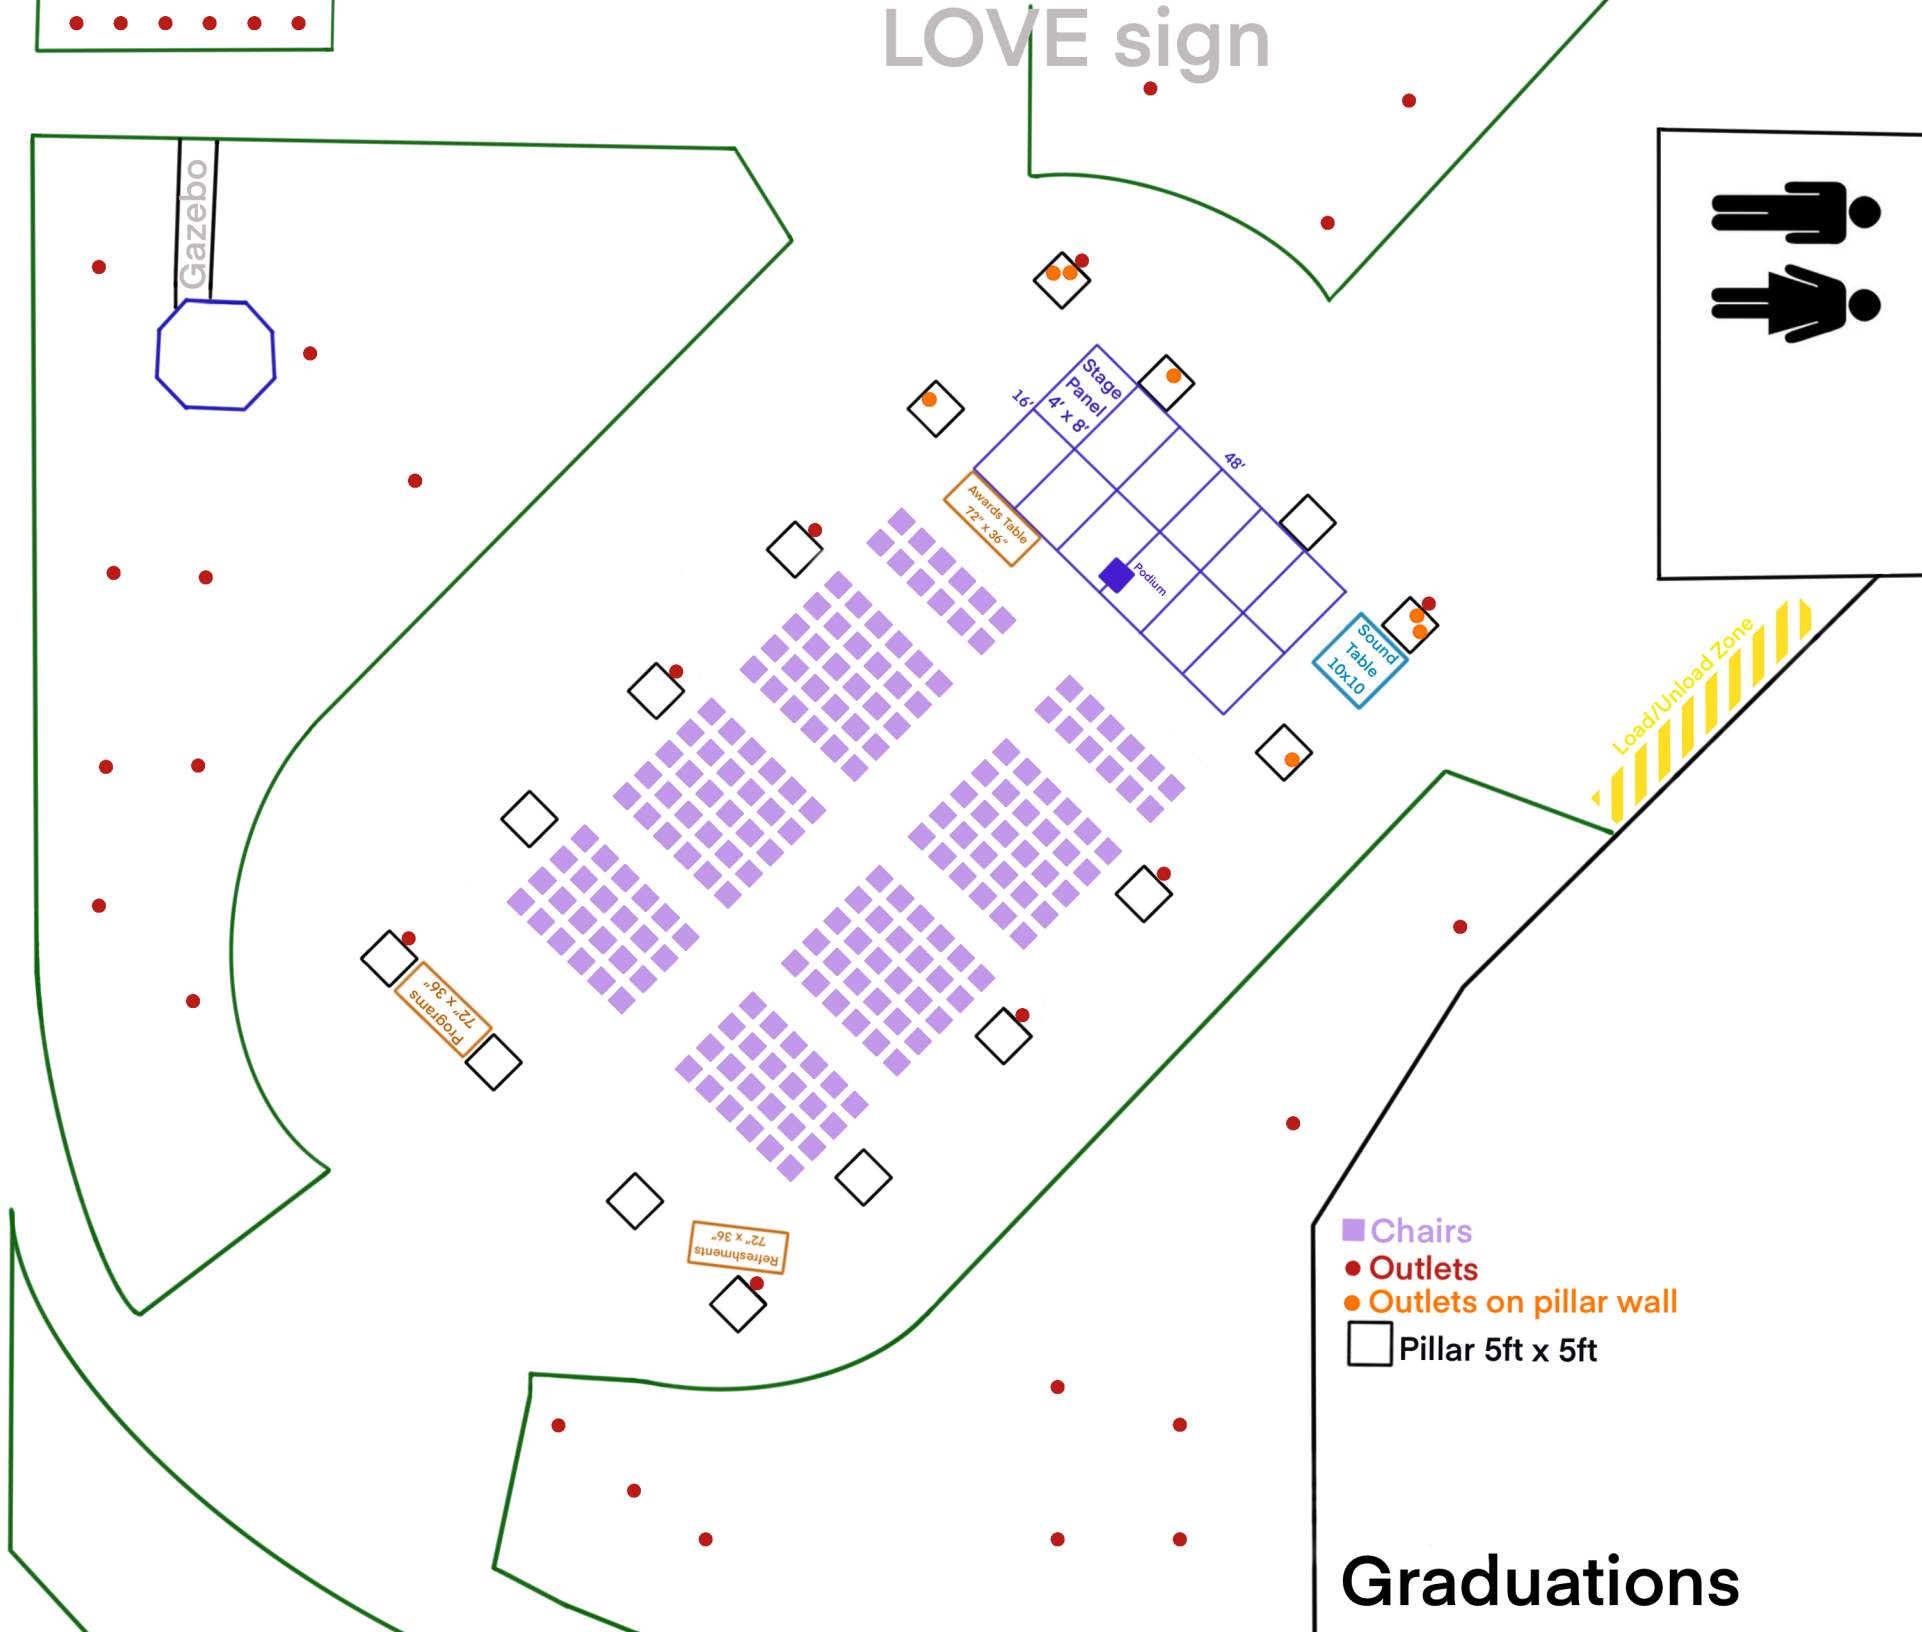 LOVE sign
Gazebo
Stage
Panel
4' x 8'
16'
48'
Awards Table
72" x 36"
Podium
Sound
Table
10x10
Load/Unload Zone
Programs
72" x 36"
Refreshments
72" x 36"
Chairs
Outlets
Outlets on pillar wall
Pillar 5ft x 5ft
Graduations